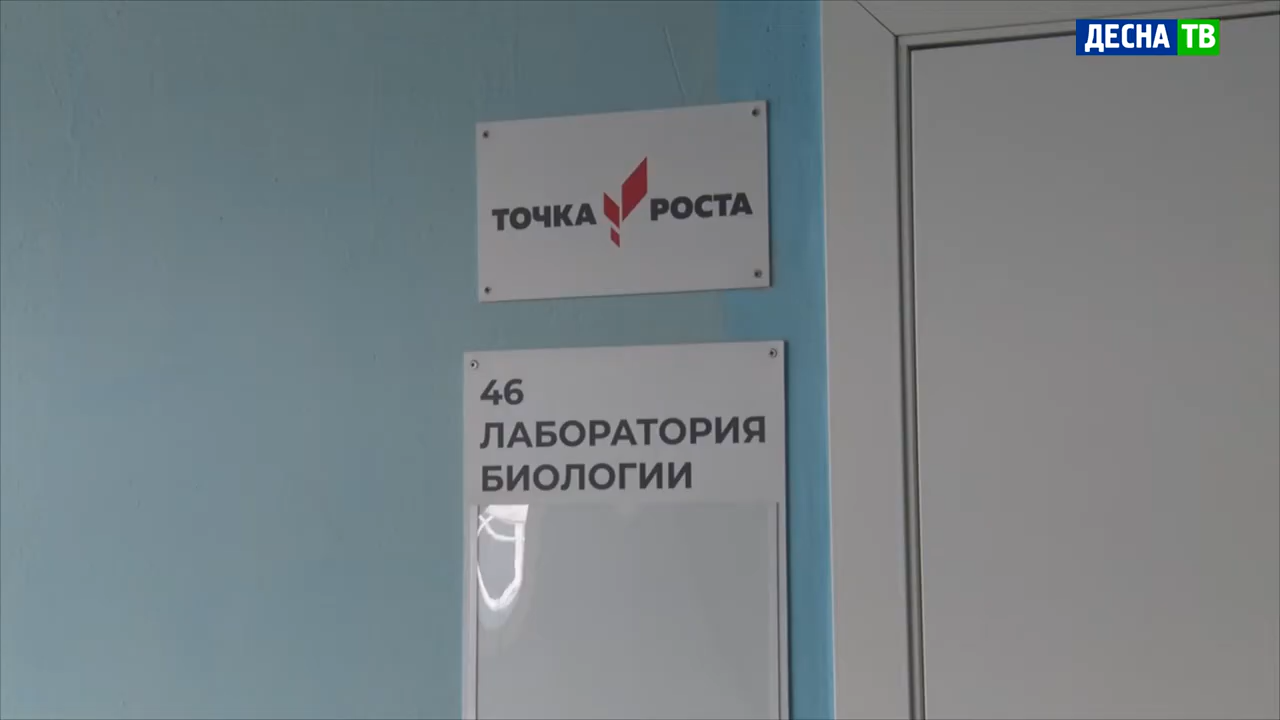 ДЕСНА ТВ
ТОЧКА РОСТА
46
ЛАБОРАТОРИЯ
БИОЛОГИИ